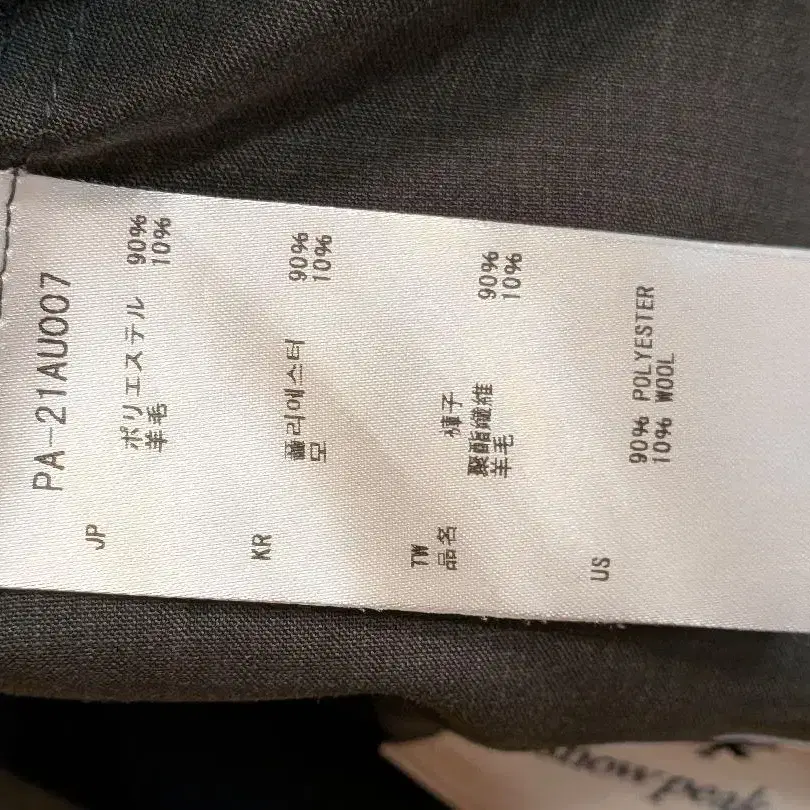 PA-21AU007
JP
ポリエステル 90%
羊毛 10%
KR
폴리에스터 90%
모 10%
TW
品名 褲子
聚酯纖維 90%
羊毛 10%
US
90% POLYESTER
10% WOOL